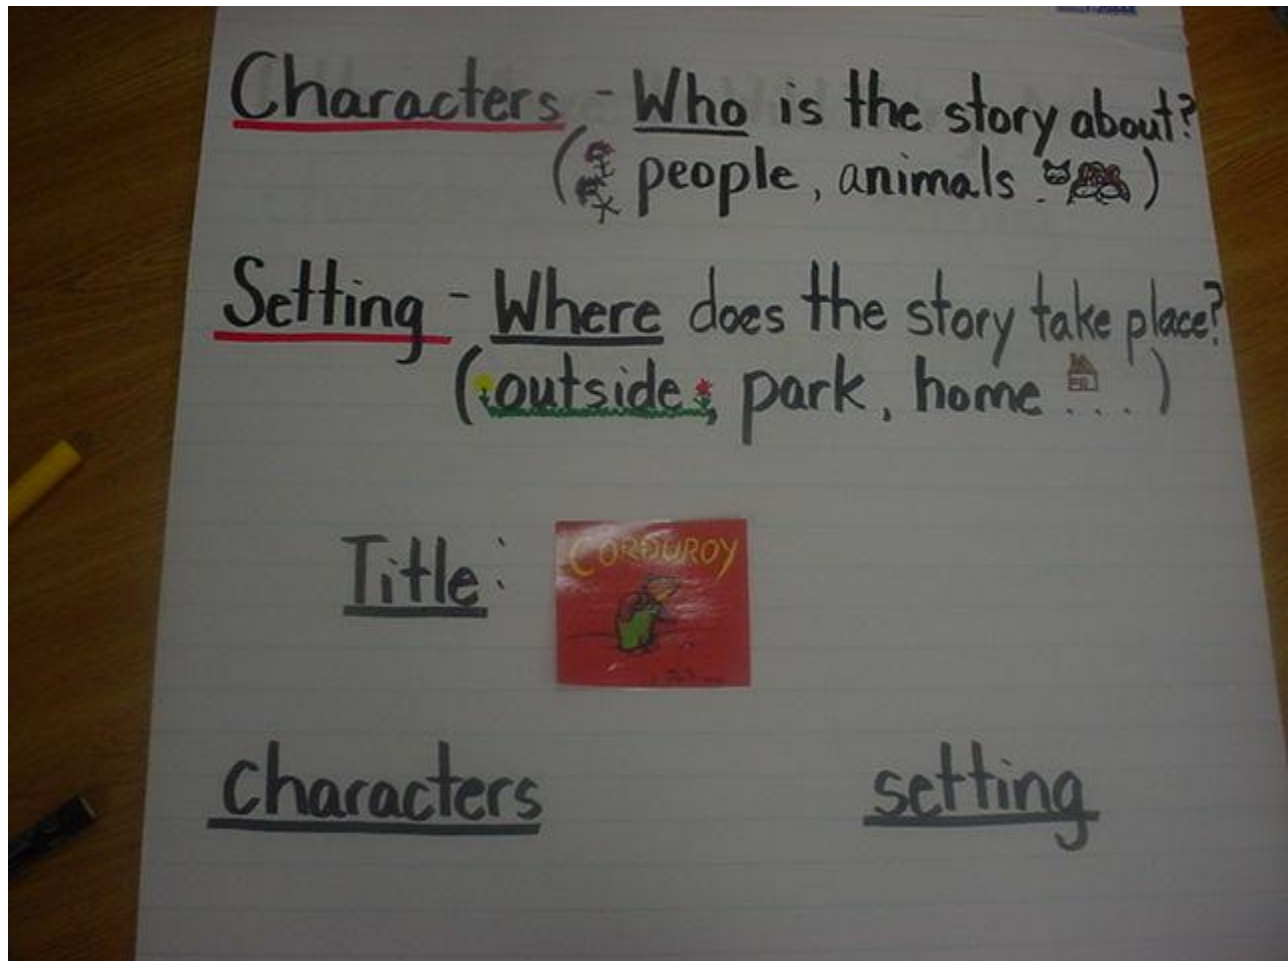 Characters - Who is the story about?
(people, animals . )
Setting - Where does the story take place?
(outside, park, home . . . )
Title:
CORDUROY
characters
setting